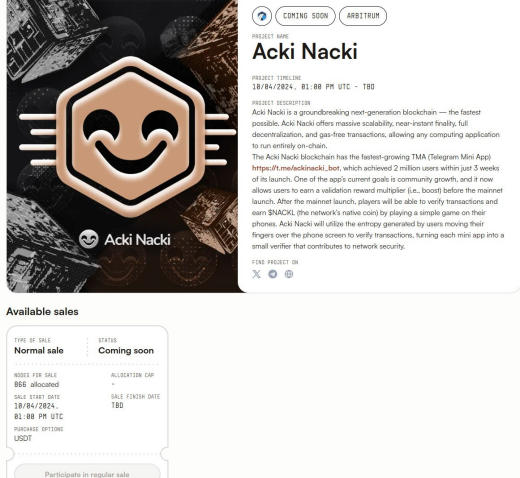 COMING SOON
ARBITRUM
PROJECT NAME
Acki Nacki
PROJECT TIMELINE
10/04/2024, 01:00 PM UTC - TBD
PROJECT DESCRIPTION
Acki Nacki is a groundbreaking next-generation blockchain — the fastest
possible. Acki Nacki offers massive scalability, near-instant finality, full
decentralization, and gas-free transactions, allowing any computing application
to run entirely on-chain.
The Acki Nacki blockchain has the fastest-growing TMA (Telegram Mini App)
https://t.me/ackinacki_bot, which achieved 2 million users within just 3 weeks
of its launch. One of the app's current goals is community growth, and it now
allows users to earn a validation reward multiplier (i.e., boost) before the mainnet
launch. After the mainnet launch, players will be able to verify transactions and
earn $NACKL (the network's native coin) by playing a simple game on their
phones. Acki Nacki will utilize the entropy generated by users moving their
fingers over the phone screen to verify transactions, turning each mini app into a
small verifier that contributes to network security.
FIND PROJECT ON
Acki Nacki
Available sales
TYPE OF SALE
Normal sale
STATUS
Coming soon
NODES FOR SALE
866 allocated
ALLOCATION CAP
-
SALE START DATE
10/04/2024,
01:00 PM UTC
SALE FINISH DATE
TBD
PURCHASE OPTIONS
USDT
Participate in regular sale